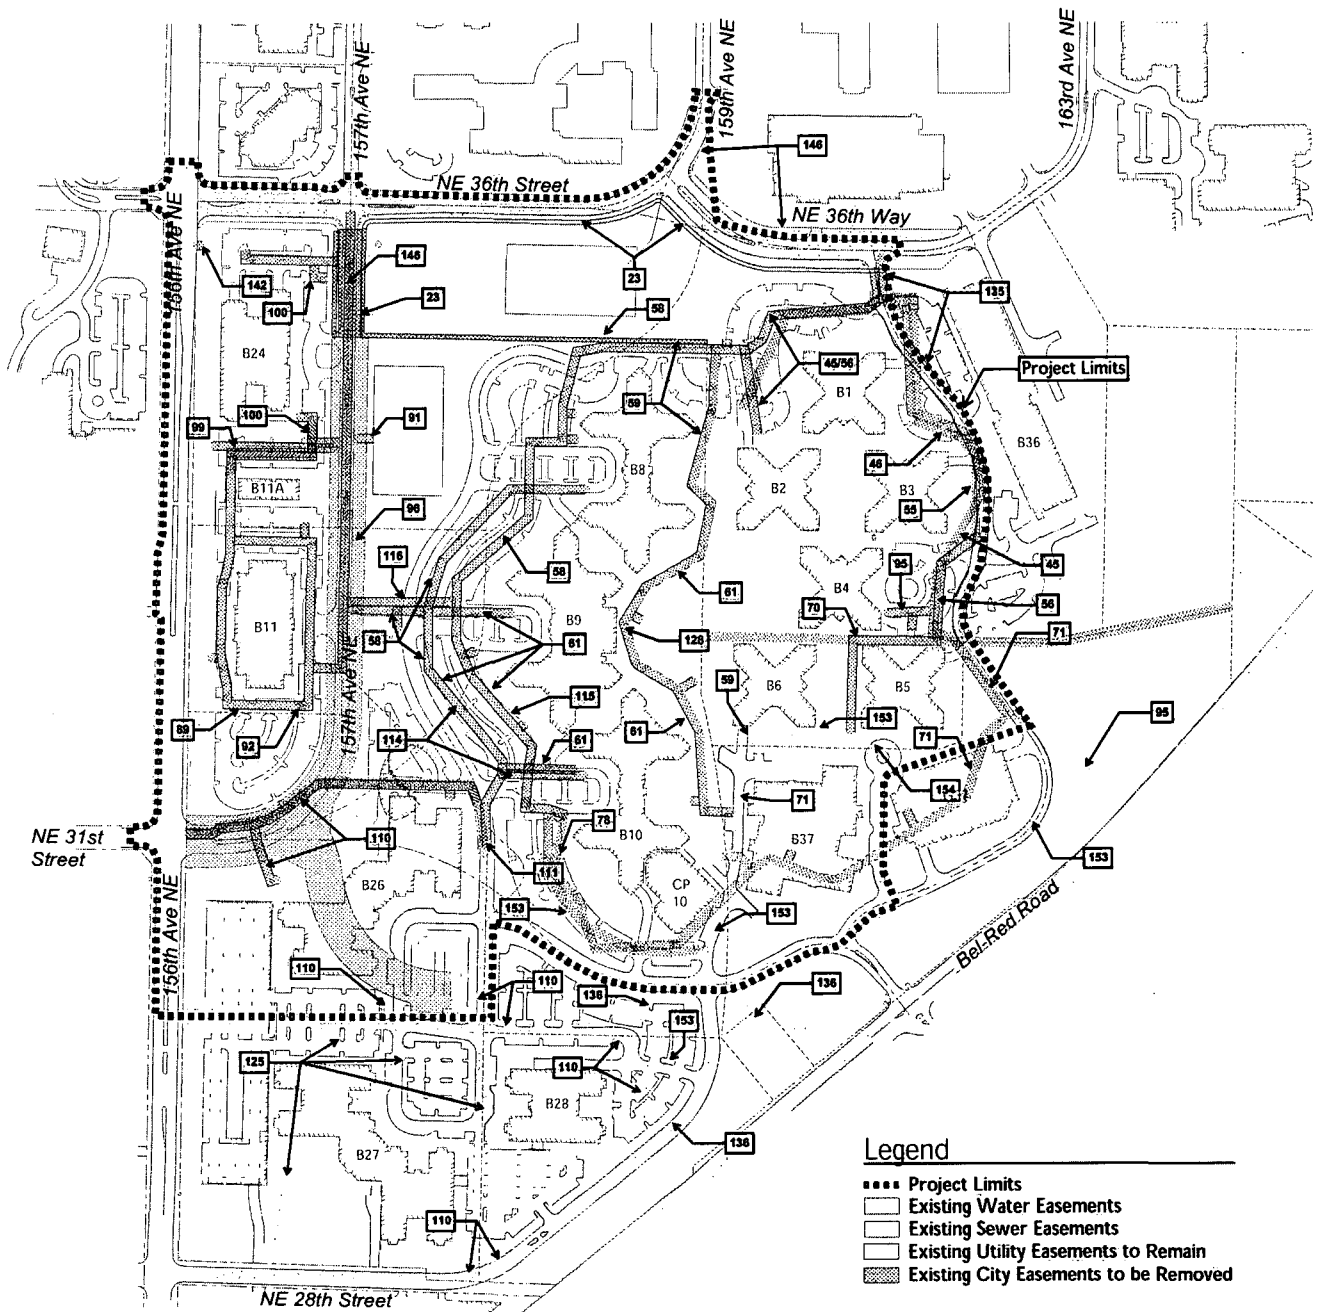 157th Ave NE
159th Ave NE
163rd Ave NE
146
NE 36th Street
NE 36th Way
156th Ave NE
142
146
23
135
100
23
58
B24
45/56
B1
Project Limits
100
59
99
91
B36
B8
46
B11A
B2
B3
55
96
58
116
B4
95
45
61
70
56
B11
58
B9
61
128
71
59
B6
B5
115
153
95
89
92
157th Ave NE
114
61
61
71
154
71
NE 31st
Street
110
78
B10
B37
153
B26
111
CP
10
153
153
156th Ave NE
Bel-Red Road
110
110
136
136
153
125
110
B28
B27
136
110
NE 28th Street
Legend
Project Limits
Existing Water Easements
Existing Sewer Easements
Existing Utility Easements to Remain
Existing City Easements to be Removed